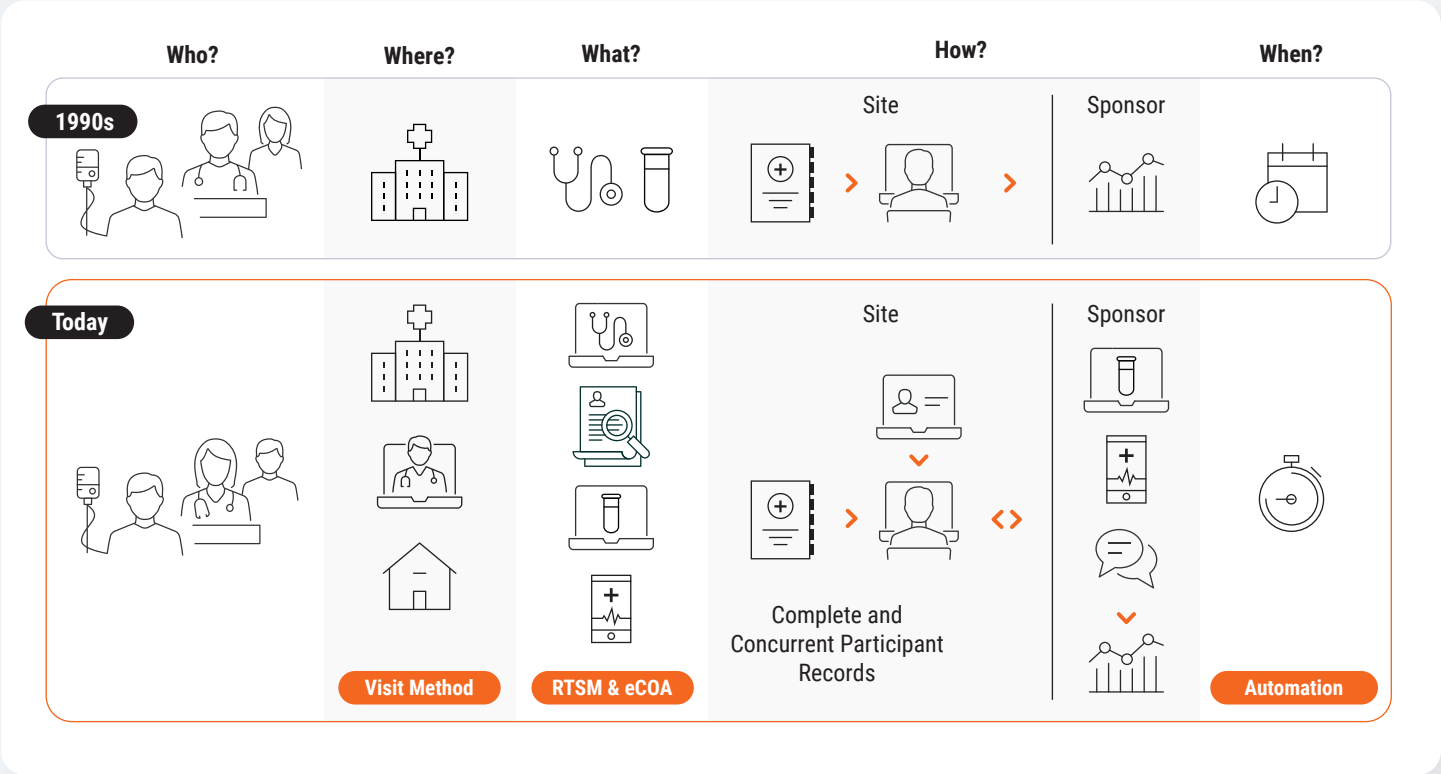 Who?
Where?
What?
How?
When?
1990s
Site
Sponsor
Today
Site
Sponsor
Complete and
Concurrent Participant
Records
Visit Method
RTSM & eCOA
Automation